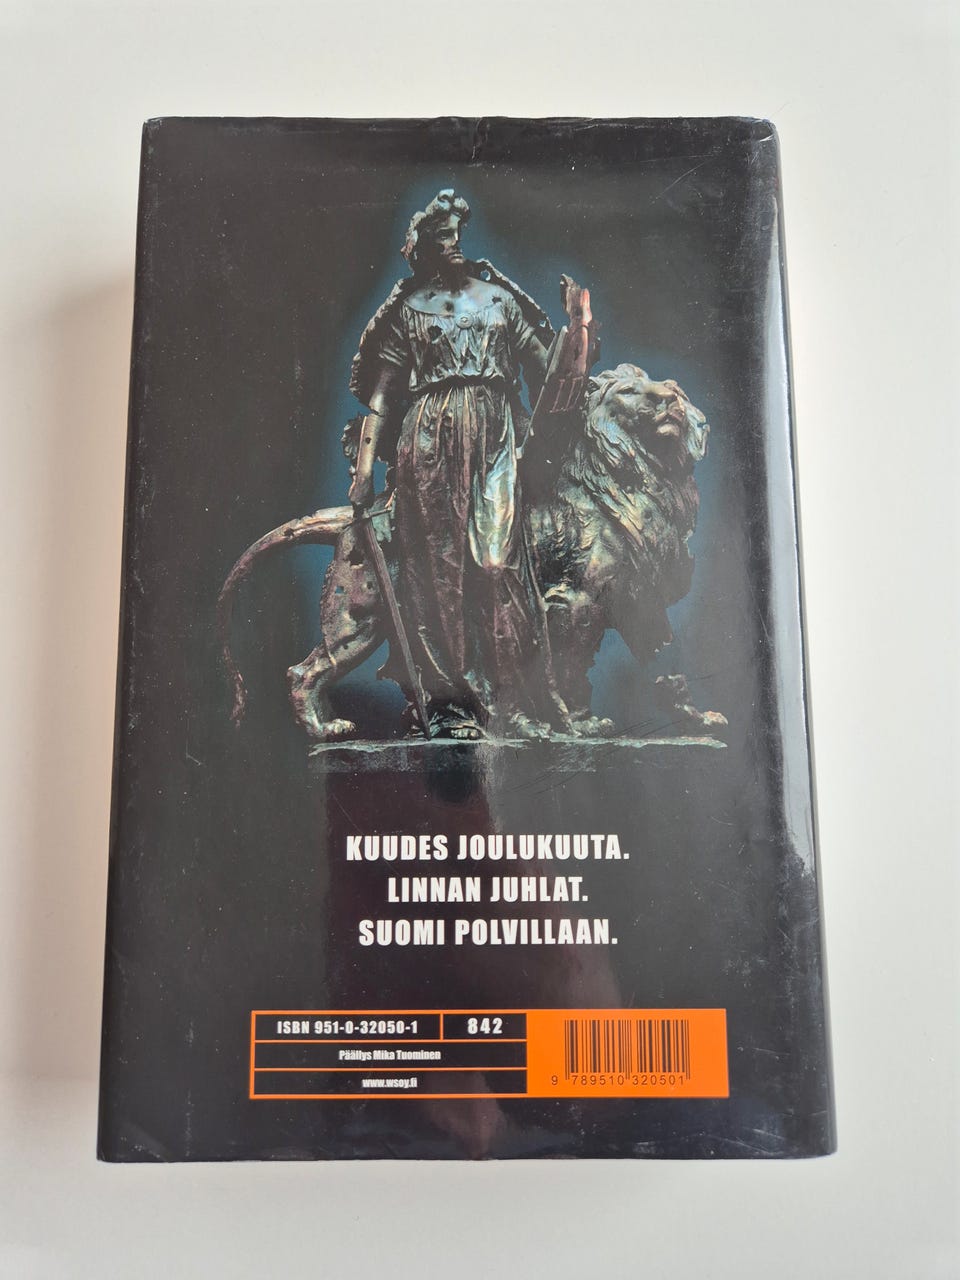 KUUDES JOULUKUUTA.
LINNAN JUHLAT.
SUOMI POLVILLAAN.
ISBN 951-0-32050-1
842
Päällys Mika Tuominen
www.wsoy.fi
9 789510 320501